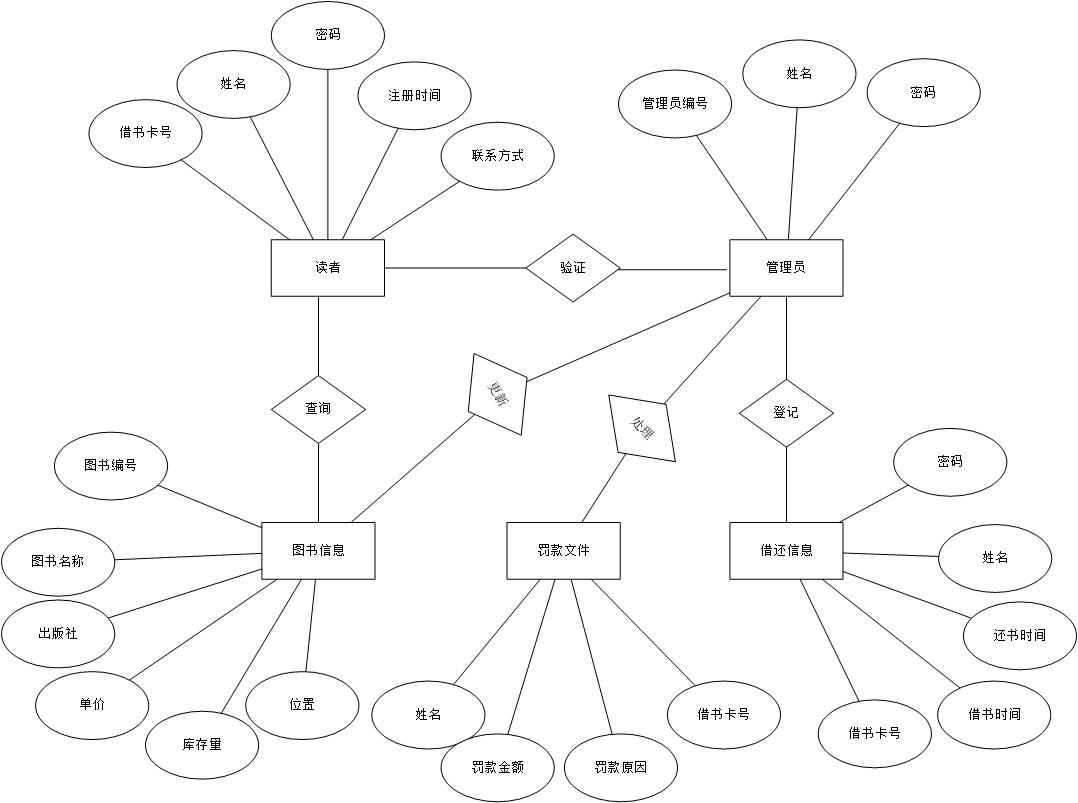 密码
姓名
注册时间
借书卡号
联系方式
管理员编号
姓名
密码
读者
验证
管理员
查询
更新
处理
登记
图书编号
图书名称
出版社
单价
库存量
位置
图书信息
罚款文件
借还信息
密码
姓名
还书时间
借书时间
借书卡号
姓名
罚款金额
罚款原因
借书卡号